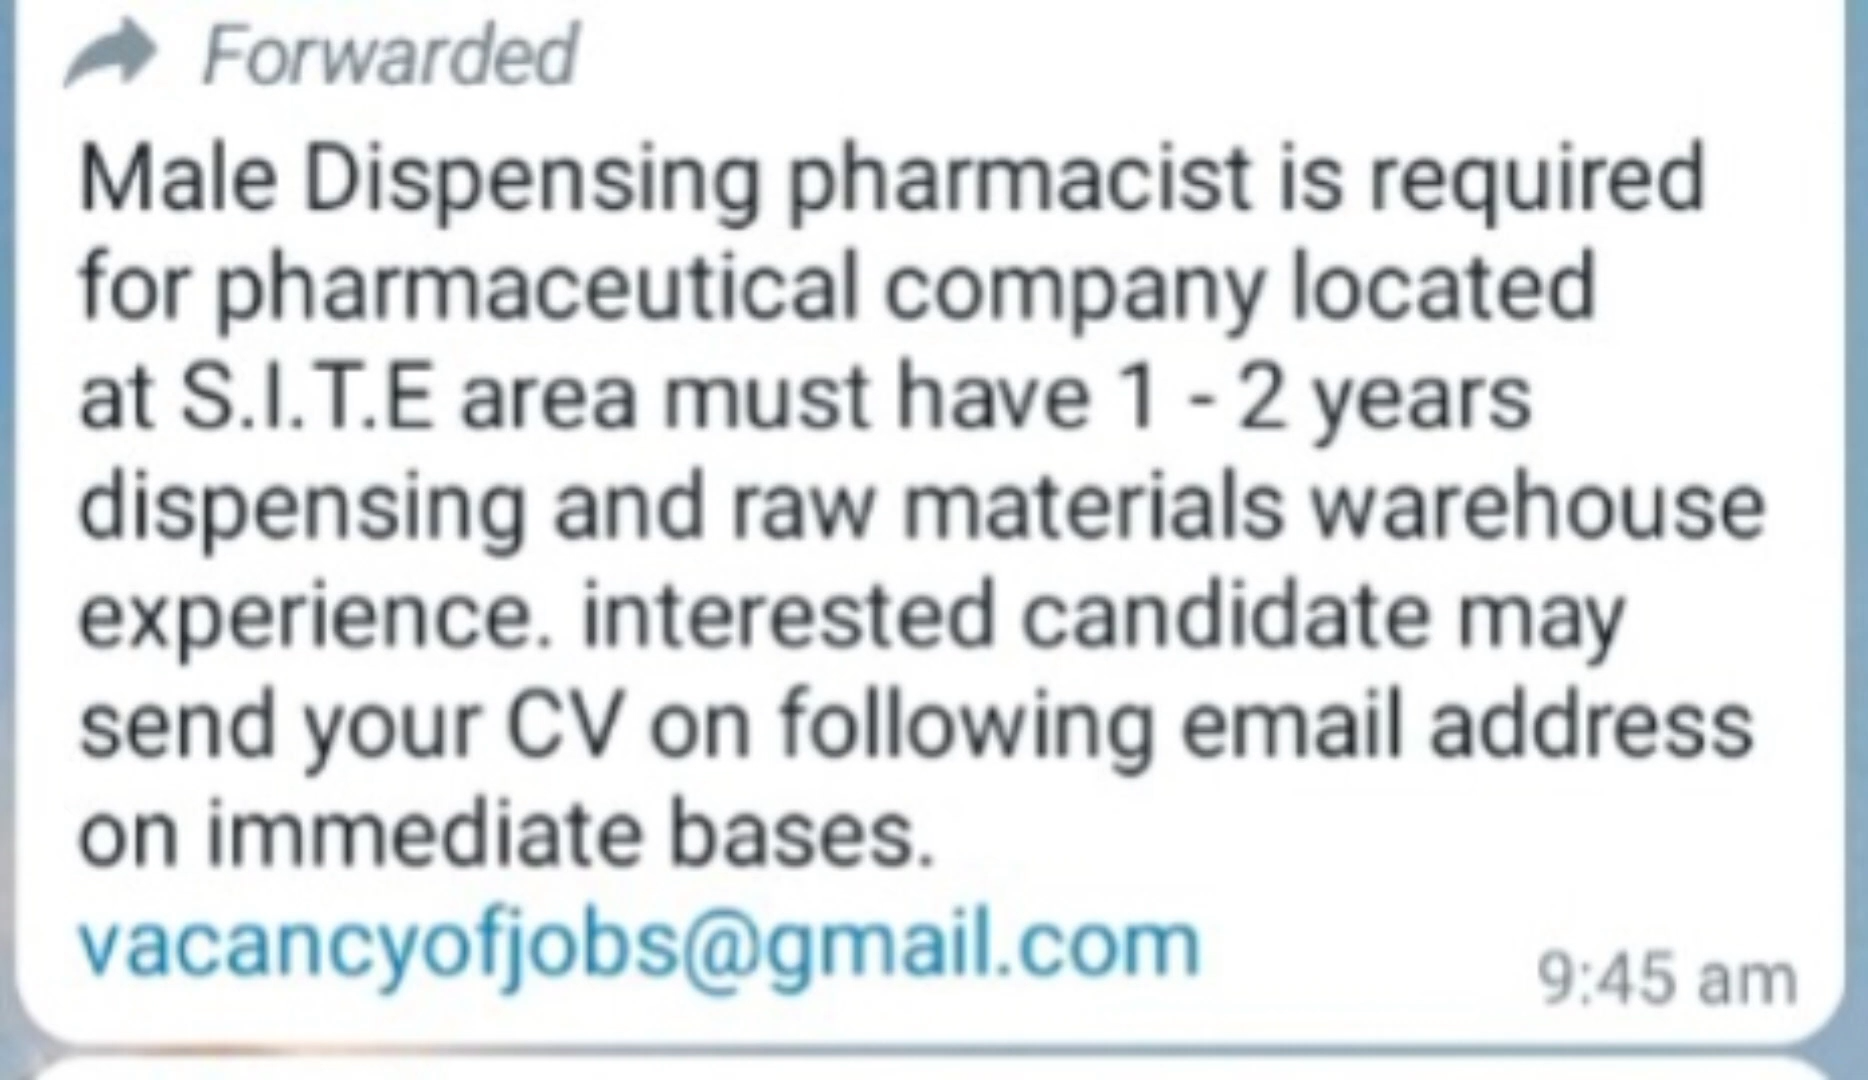 Forwarded
Male Dispensing pharmacist is required
for pharmaceutical company located
at S.I.T.E area must have 1 - 2 years
dispensing and raw materials warehouse
experience. interested candidate may
send your CV on following email address
on immediate bases.
vacancyofjobs@gmail.com
9:45 am